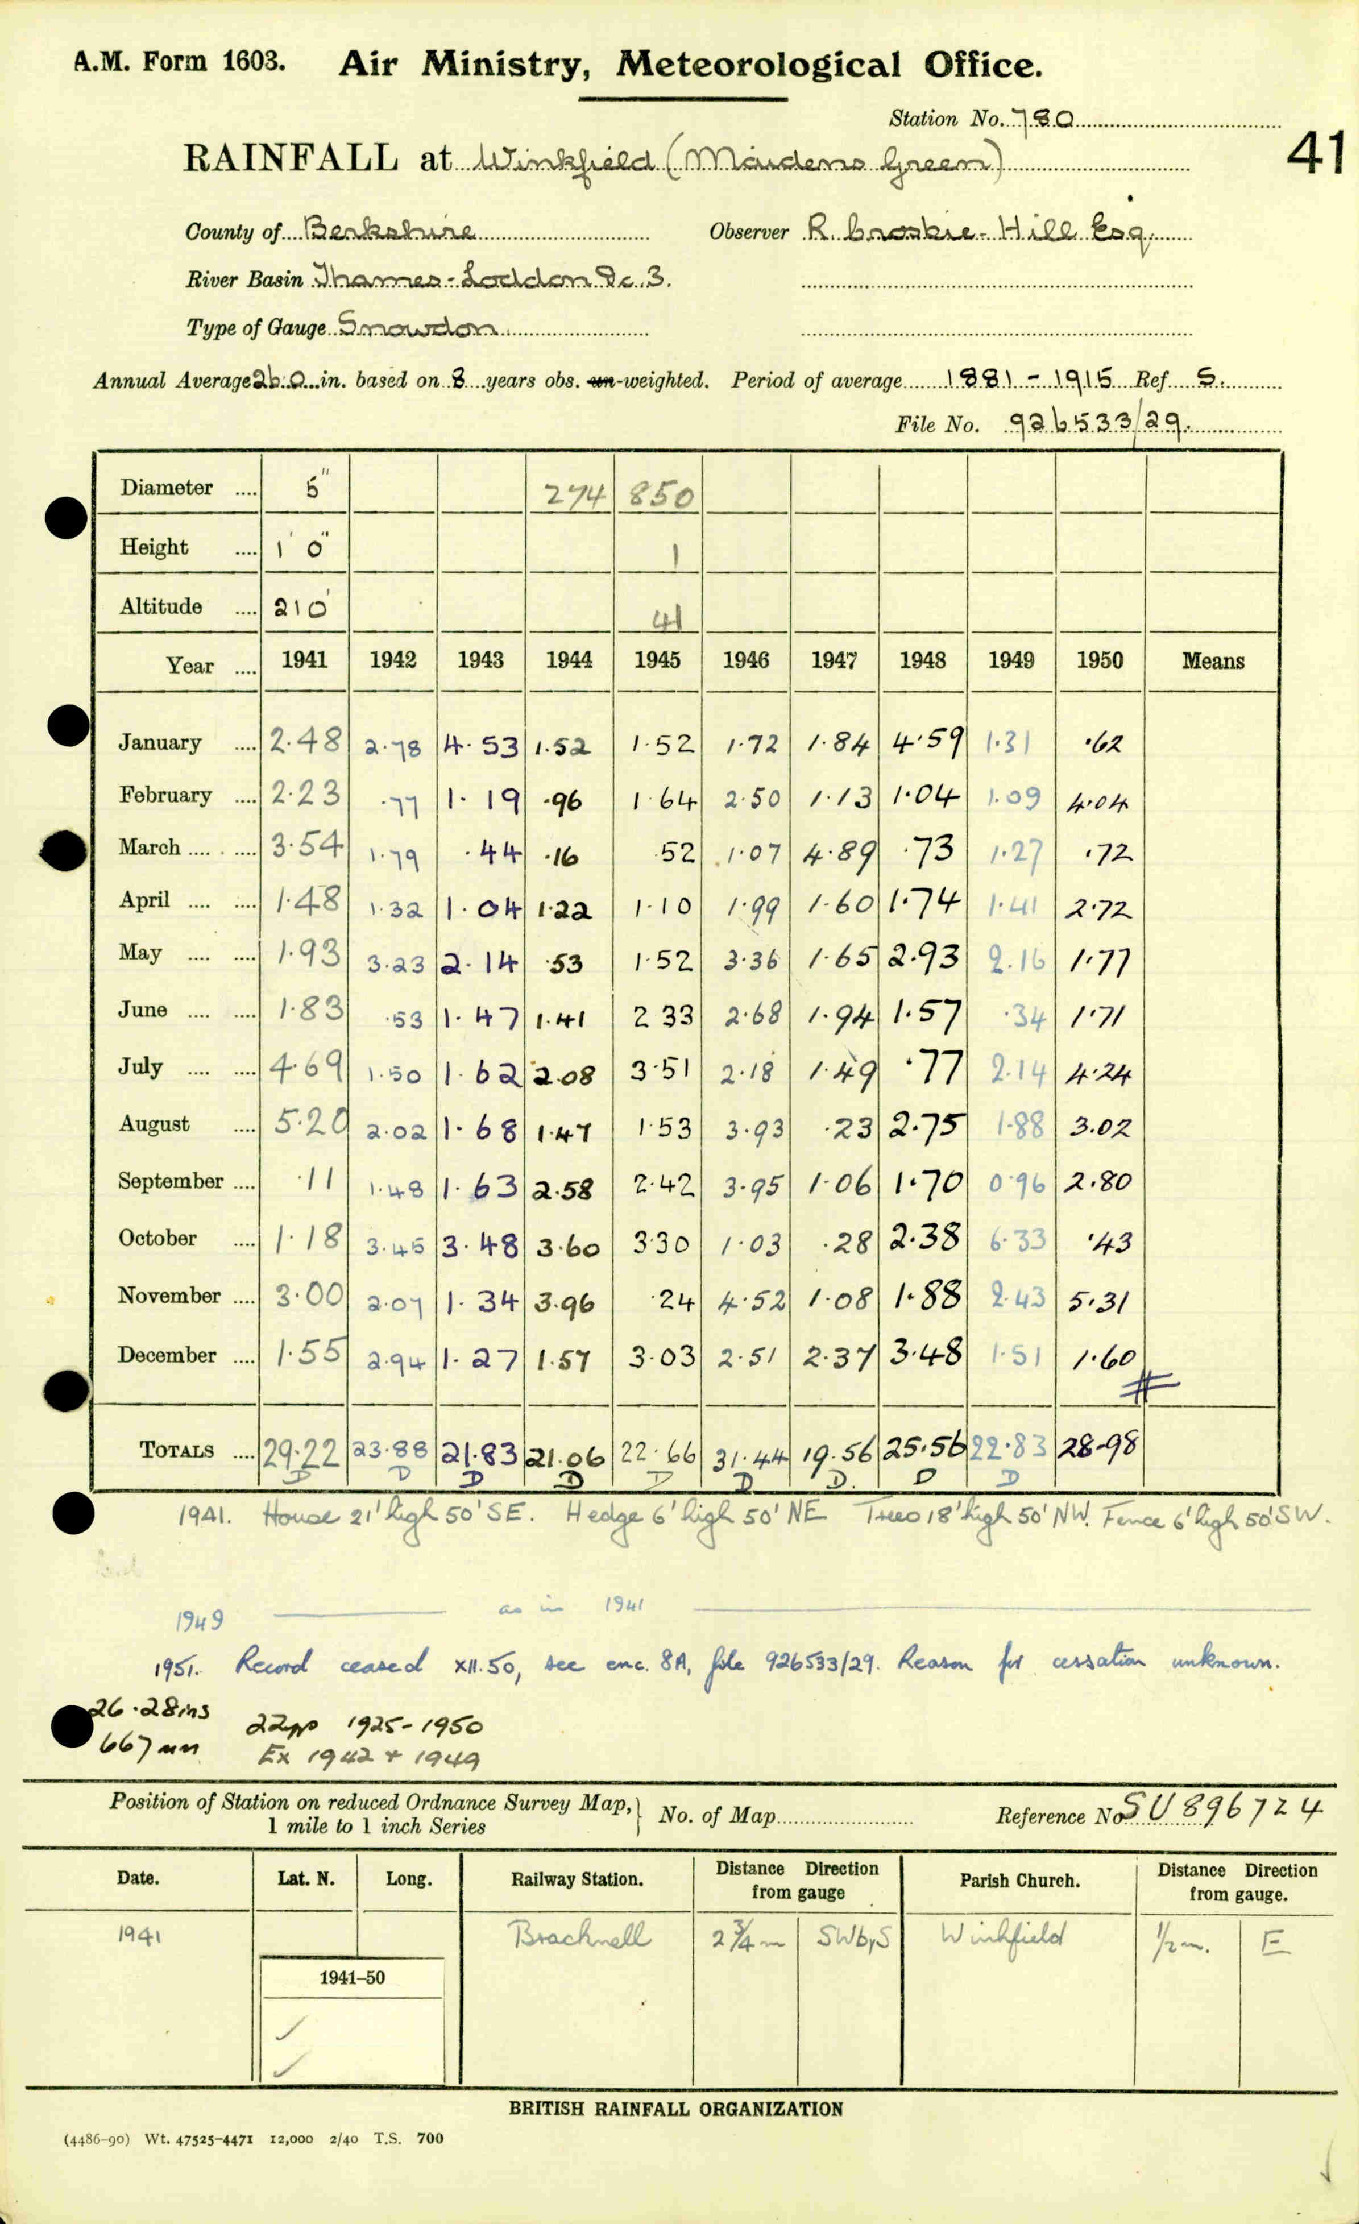 A.M. Form 1603. Air Ministry, Meteorological Office.
Station No. 780
41
RAINFALL at Winkfield (Maidens Green)
County of Berkshire Observer R. Croskie-Hill Esq.
River Basin Thames-Loddon &c. 3.
Type of Gauge Snowdon
Annual Average 26.0 in. based on 8 years obs. un-weighted. Period of average 1881-1915 Ref S.
File No. 926533/29.
Diameter .... 5" 274 850
Height .... 1' 0" 1
Altitude .... 210' 41
Year .... 1941 1942 1943 1944 1945 1946 1947 1948 1949 1950 Means
January .... 2.48 2.78 4.53 1.52 1.52 1.72 1.84 4.59 1.31 .62
February .... 2.23 .77 1.19 .96 1.64 2.50 1.13 1.04 1.09 4.04
March .... .... 3.54 1.79 .44 .16 .52 1.07 4.89 .73 1.27 .72
April .... .... 1.48 1.32 1.04 1.22 1.10 1.99 1.60 1.74 1.41 2.72
May .... .... 1.93 3.23 2.14 .53 1.52 3.36 1.65 2.93 2.16 1.77
June .... .... 1.83 .53 1.47 1.41 2 33 2.68 1.94 1.57 .34 1.71
July .... .... 4.69 1.50 1.62 2.08 3.51 2.18 1.49 .77 2.14 4.24
August .... 5.20 2.02 1.68 1.47 1.53 3.93 .23 2.75 1.88 3.02
September .... .11 1.48 1.63 2.58 2.42 3.95 1.06 1.70 0.96 2.80
October .... 1.18 3.45 3.48 3.60 3.30 1.03 .28 2.38 6.33 .43
November .... 3.00 2.07 1.34 3.96 .24 4.52 1.08 1.88 2.43 5.31
December .... 1.55 2.94 1.27 1.57 3.03 2.51 2.37 3.48 1.51 1.60
#
TOTALS .... 29.22 23.88 21.83 21.06 22.66 31.44 19.56 25.56 22.83 28.98
D D D D D D D. D D
1941. House 21' high 50' SE. Hedge 6' high 50' NE Trees 18' high 50' NW. Fence 6' high 50' SW.
1949 as in 1941
1951. Record ceased XII.50, see enc. 8A, file 926533/29. Reason for cessation unknown.
26.28 ins 22yrs 1925-1950
667 mm Ex 1942 + 1949
Position of Station on reduced Ordnance Survey Map, 1 mile to 1 inch Series } No. of Map Reference No SU 896724
Date. Lat. N. Long. Railway Station. Distance Direction from gauge Parish Church. Distance Direction from gauge.
1941 Bracknell 2 3/4 m SWbyS Winkfield 1/2 m. E
1941-50
✓
✓
BRITISH RAINFALL ORGANIZATION
(4486-90) Wt. 47525-4471 12,000 2/40 T.S. 700